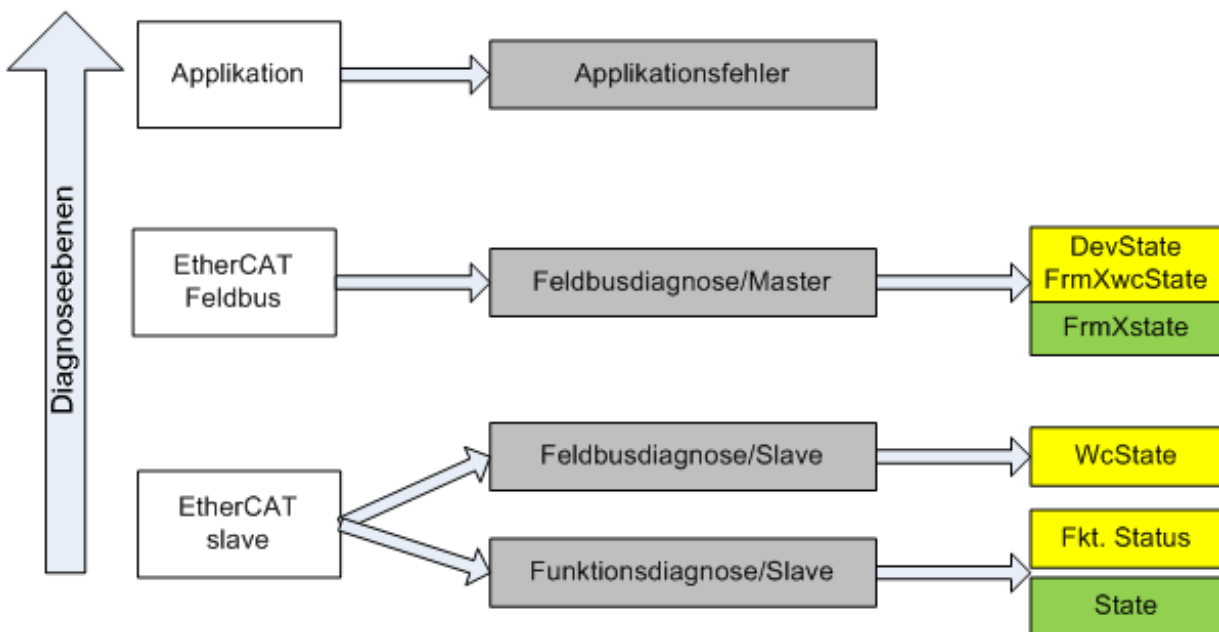 Diagnoseebenen
Applikation
Applikationsfehler
EtherCAT
Feldbus
Feldbusdiagnose/Master
DevState
FrmXwcState
FrmXstate
EtherCAT
slave
Feldbusdiagnose/Slave
WcState
Funktionsdiagnose/Slave
Fkt. Status
State